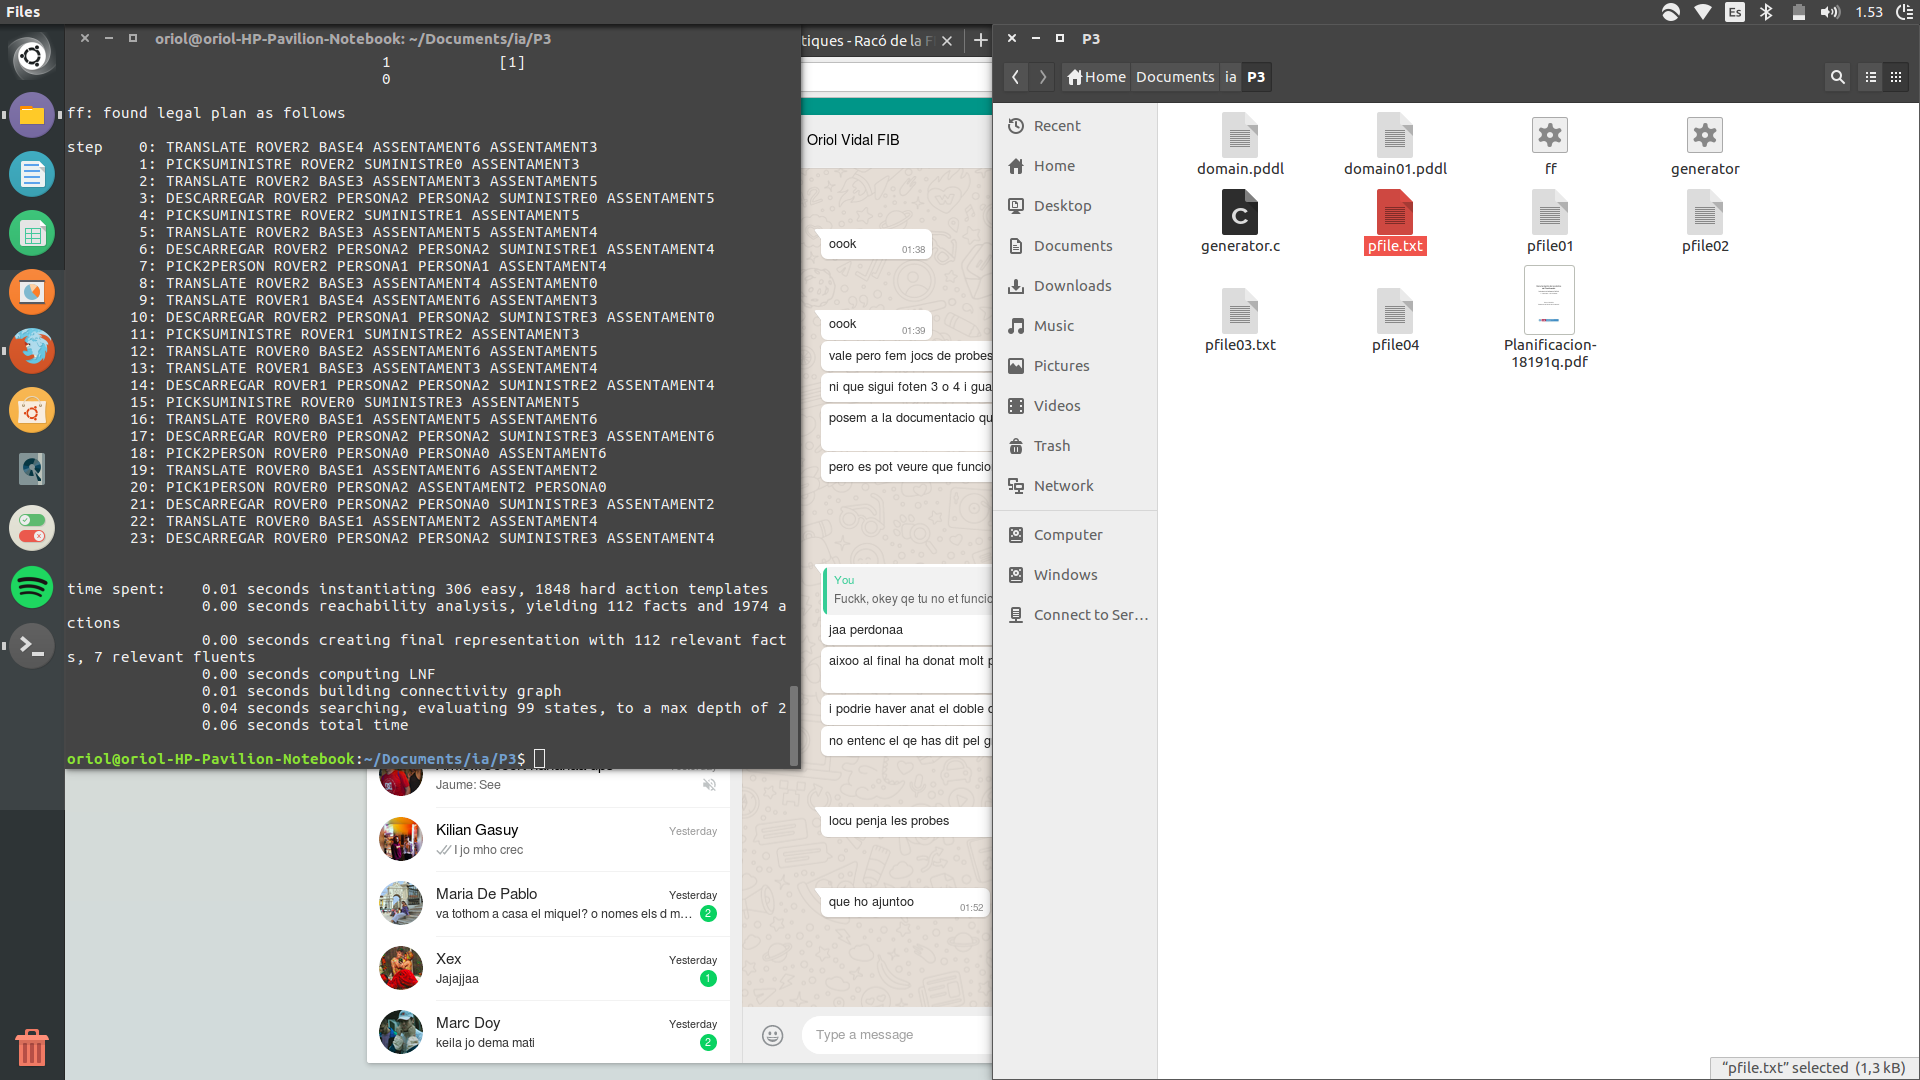 Files
Es
1.53
oriol@oriol-HP-Pavilion-Notebook: ~/Documents/ia/P3
1 [1]
0
ff: found legal plan as follows
step 0: TRANSLATE ROVER2 BASE4 ASSENTAMENT6 ASSENTAMENT3
1: PICKSUMINISTRE ROVER2 SUMINISTRE0 ASSENTAMENT3
2: TRANSLATE ROVER2 BASE3 ASSENTAMENT3 ASSENTAMENT5
3: DESCARREGAR ROVER2 PERSONA2 PERSONA2 SUMINISTRE0 ASSENTAMENT5
4: PICKSUMINISTRE ROVER2 SUMINISTRE1 ASSENTAMENT5
5: TRANSLATE ROVER2 BASE3 ASSENTAMENT5 ASSENTAMENT4
6: DESCARREGAR ROVER2 PERSONA2 PERSONA2 SUMINISTRE1 ASSENTAMENT4
7: PICK2PERSON ROVER2 PERSONA1 PERSONA1 ASSENTAMENT4
8: TRANSLATE ROVER2 BASE3 ASSENTAMENT4 ASSENTAMENT0
9: TRANSLATE ROVER1 BASE4 ASSENTAMENT6 ASSENTAMENT3
10: DESCARREGAR ROVER2 PERSONA1 PERSONA2 SUMINISTRE3 ASSENTAMENT0
11: PICKSUMINISTRE ROVER1 SUMINISTRE2 ASSENTAMENT3
12: TRANSLATE ROVER0 BASE2 ASSENTAMENT6 ASSENTAMENT5
13: TRANSLATE ROVER1 BASE3 ASSENTAMENT3 ASSENTAMENT4
14: DESCARREGAR ROVER1 PERSONA2 PERSONA2 SUMINISTRE2 ASSENTAMENT4
15: PICKSUMINISTRE ROVER0 SUMINISTRE3 ASSENTAMENT5
16: TRANSLATE ROVER0 BASE1 ASSENTAMENT5 ASSENTAMENT6
17: DESCARREGAR ROVER0 PERSONA2 PERSONA2 SUMINISTRE3 ASSENTAMENT6
18: PICK2PERSON ROVER0 PERSONA0 PERSONA0 ASSENTAMENT6
19: TRANSLATE ROVER0 BASE1 ASSENTAMENT6 ASSENTAMENT2
20: PICK1PERSON ROVER0 PERSONA2 ASSENTAMENT2 PERSONA0
21: DESCARREGAR ROVER0 PERSONA2 PERSONA0 SUMINISTRE3 ASSENTAMENT2
22: TRANSLATE ROVER0 BASE1 ASSENTAMENT2 ASSENTAMENT4
23: DESCARREGAR ROVER0 PERSONA2 PERSONA2 SUMINISTRE3 ASSENTAMENT4
time spent: 0.01 seconds instantiating 306 easy, 1848 hard action templates
0.00 seconds reachability analysis, yielding 112 facts and 1974 a
ctions
0.00 seconds creating final representation with 112 relevant fact
s, 7 relevant fluents
0.00 seconds computing LNF
0.01 seconds building connectivity graph
0.04 seconds searching, evaluating 99 states, to a max depth of 2
0.06 seconds total time
oriol@oriol-HP-Pavilion-Notebook:~/Documents/ia/P3$
Jaume: See
Kilian Gasuy
Yesterday
I jo mho crec
Maria De Pablo
Yesterday
va tothom a casa el miquel? o nomes els d m...
2
Xex
Yesterday
Jajajjaa
1
Marc Doy
Yesterday
keila jo dema mati
2
tiques - Racó de la F
Oriol Vidal FIB
oook
01:38
oook
01:39
vale pero fem jocs de probes
ni que sigui foten 3 o 4 i gua
posem a la documentacio qu
pero es pot veure que funcio
You
Fuckk, okey qe tu no et funcio
jaa perdonaa
aixoo al final ha donat molt p
i podrie haver anat el doble d
no entenc el qe has dit pel g
locu penja les probes
que ho ajuntoo
01:52
Type a message
P3
Home
Documents
ia
P3
Recent
Home
Desktop
Documents
Downloads
Music
Pictures
Videos
Trash
Network
Computer
Windows
Connect to Ser...
domain.pddl
domain01.pddl
ff
generator
C
generator.c
pfile.txt
pfile01
pfile02
pfile03.txt
pfile04
Planificacion-
18191q.pdf
"pfile.txt" selected (1,3 kB)